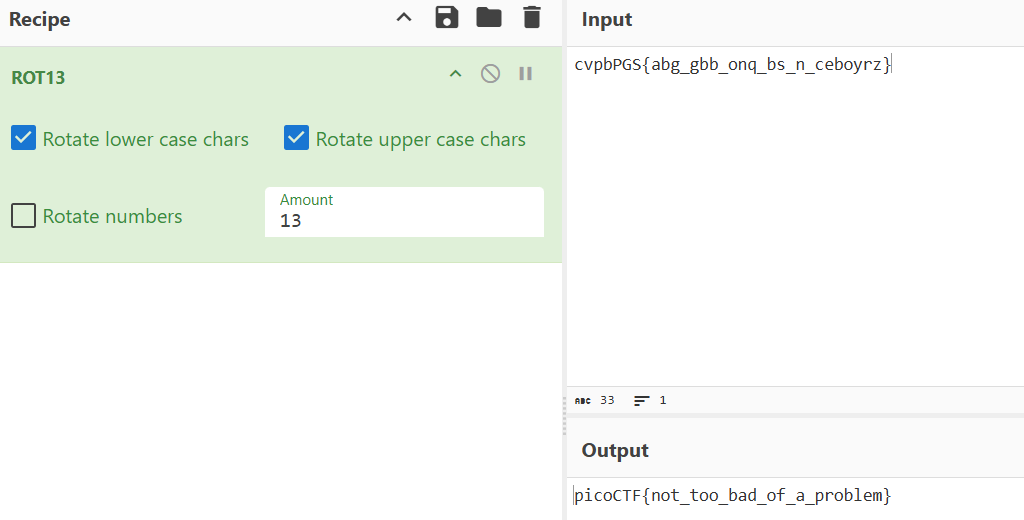 Recipe
ROT13
Rotate lower case chars
Rotate upper case chars
Rotate numbers
Amount
13
Input
cvpbPGS{abg_gbb_onq_bs_n_ceboyrz}
ABC 33 1
Output
picoCTF{not_too_bad_of_a_problem}